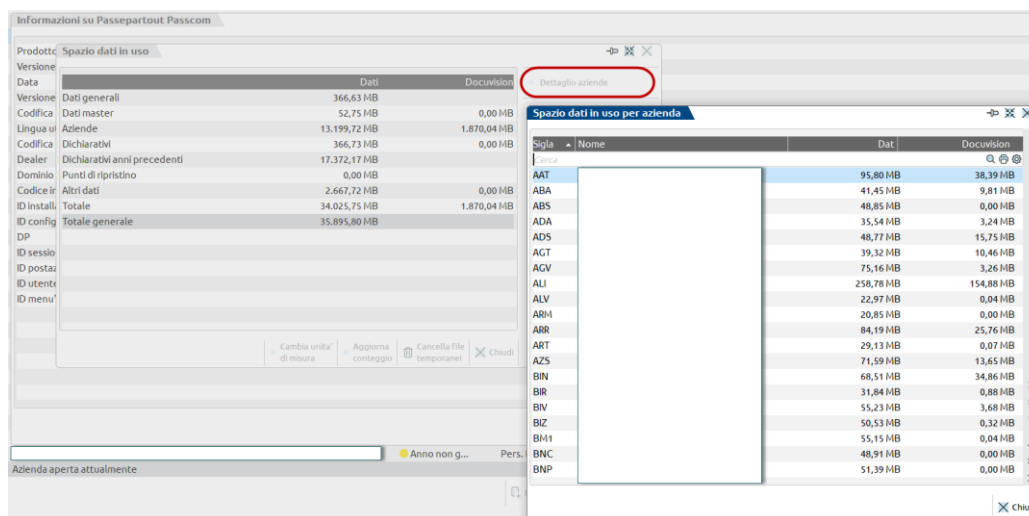 Informazioni su Passepartout Passcom
Prodotto
Versione
Data
Versione
Codifica
Lingua ut
Codifica
Dealer
Dominio
Codice in
ID install
ID config
DP
ID sessio
ID postaz
ID utente
ID menu'
Spazio dati in uso
Dati Docuvision
Dati generali 366,63 MB
Dati master 52,75 MB 0,00 MB
Aziende 13.199,72 MB 1.870,04 MB
Dichiarativi 366,73 MB 0,00 MB
Dichiarativi anni precedenti 17.372,17 MB
Punti di ripristino 0,00 MB
Altri dati 2.667,72 MB 0,00 MB
Totale 34.025,75 MB 1.870,04 MB
Totale generale 35.895,80 MB
Dettaglio aziende
Cambia unita' di misura
Aggiorna conteggio
Cancella file temporanei
Chiudi
Anno non g... Pers.
Azienda aperta attualmente
Spazio dati in uso per azienda
Sigla Nome Dat Docuvision
Cerca
AAT 95,80 MB 38,39 MB
ABA 41,45 MB 9,81 MB
ABS 48,85 MB 0,00 MB
ADA 35,54 MB 3,24 MB
ADS 48,77 MB 15,75 MB
AGT 39,32 MB 10,46 MB
AGV 75,16 MB 3,26 MB
ALI 258,78 MB 154,88 MB
ALV 22,97 MB 0,04 MB
ARM 20,85 MB 0,00 MB
ARR 84,19 MB 25,76 MB
ART 29,13 MB 0,07 MB
AZS 71,59 MB 13,65 MB
BIN 68,51 MB 34,86 MB
BIR 31,84 MB 0,88 MB
BIV 55,23 MB 3,68 MB
BIZ 50,53 MB 0,32 MB
BM1 55,15 MB 0,04 MB
BNC 48,91 MB 0,00 MB
BNP 51,39 MB 0,00 MB
Chiu